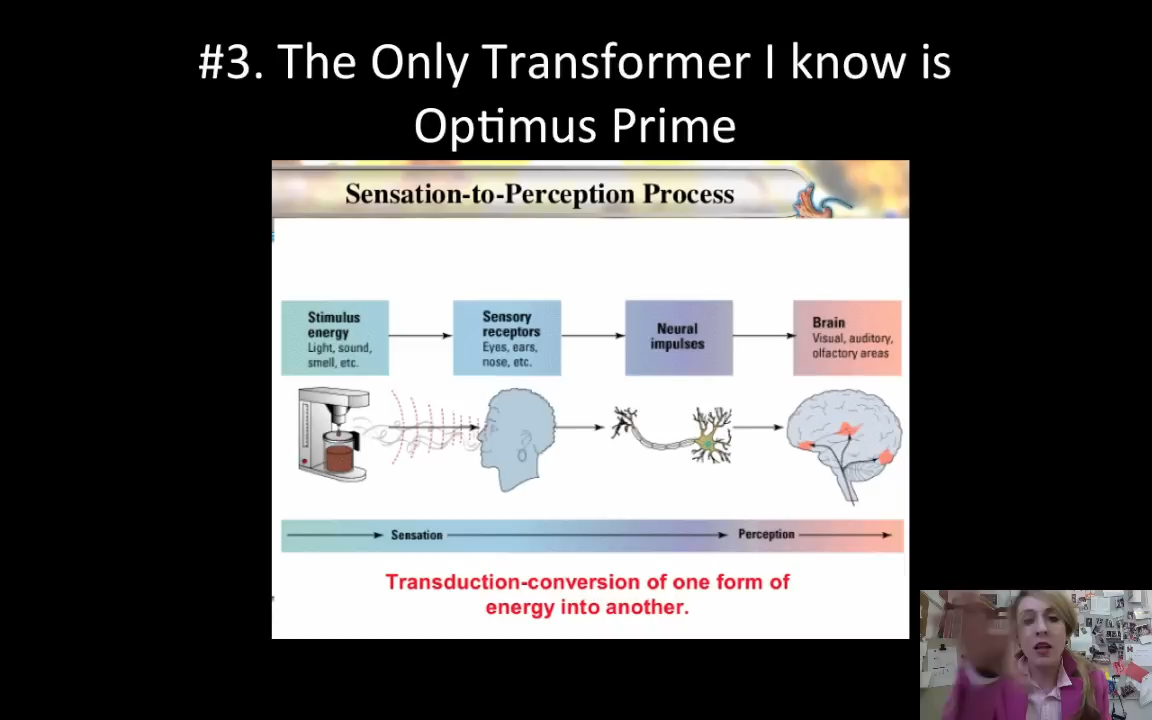 #3. The Only Transformer I know is
Optimus Prime
Sensation-to-Perception Process
Stimulus
energy
Light, sound,
smell, etc.
Sensory
receptors
Eyes, ears,
nose, etc.
Neural
impulses
Brain
Visual, auditory,
olfactory areas
Sensation
Perception
Transduction-conversion of one form of
energy into another.